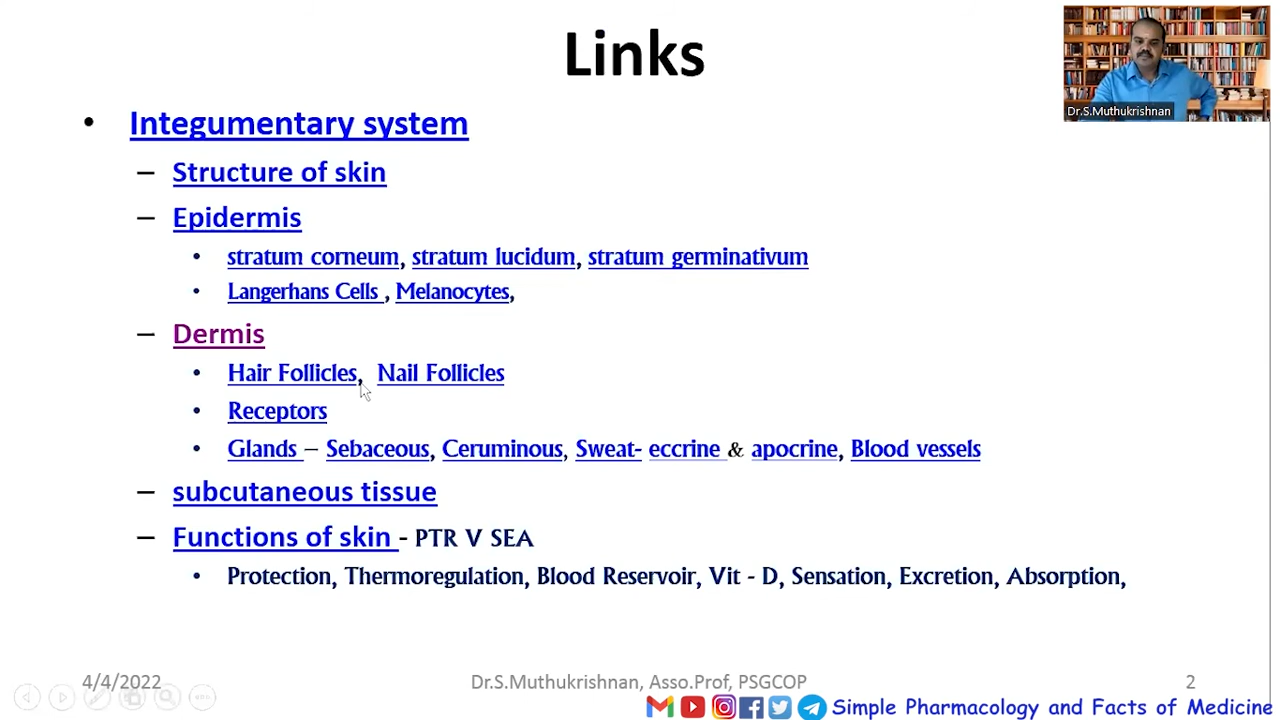 Links
Dr.S.Muthukrishnan
• Integumentary system
– Structure of skin
– Epidermis
• stratum corneum, stratum lucidum, stratum germinativum
• Langerhans Cells , Melanocytes,
– Dermis
• Hair Follicles, Nail Follicles
• Receptors
• Glands – Sebaceous, Ceruminous, Sweat- eccrine & apocrine, Blood vessels
– subcutaneous tissue
– Functions of skin - PTR V SEA
• Protection, Thermoregulation, Blood Reservoir, Vit - D, Sensation, Excretion, Absorption,
4/4/2022 Dr.S.Muthukrishnan, Asso.Prof, PSGCOP 2
Simple Pharmacology and Facts of Medicine